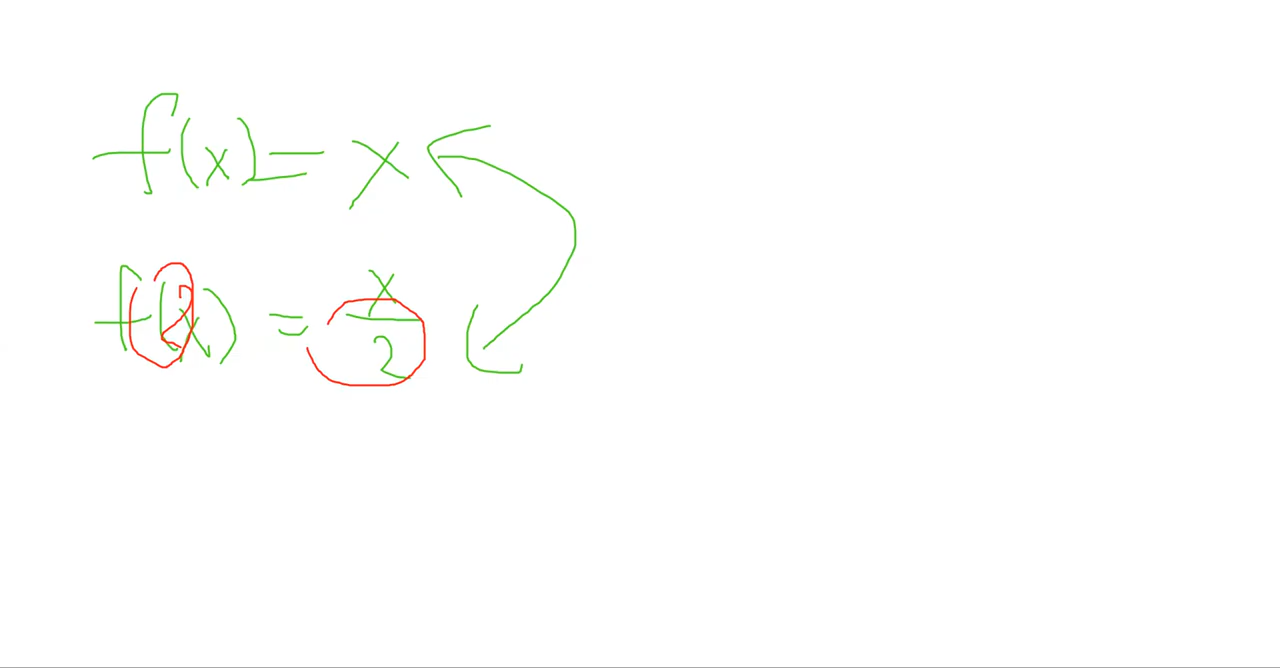 f(x) = x
f(2x) = x/2